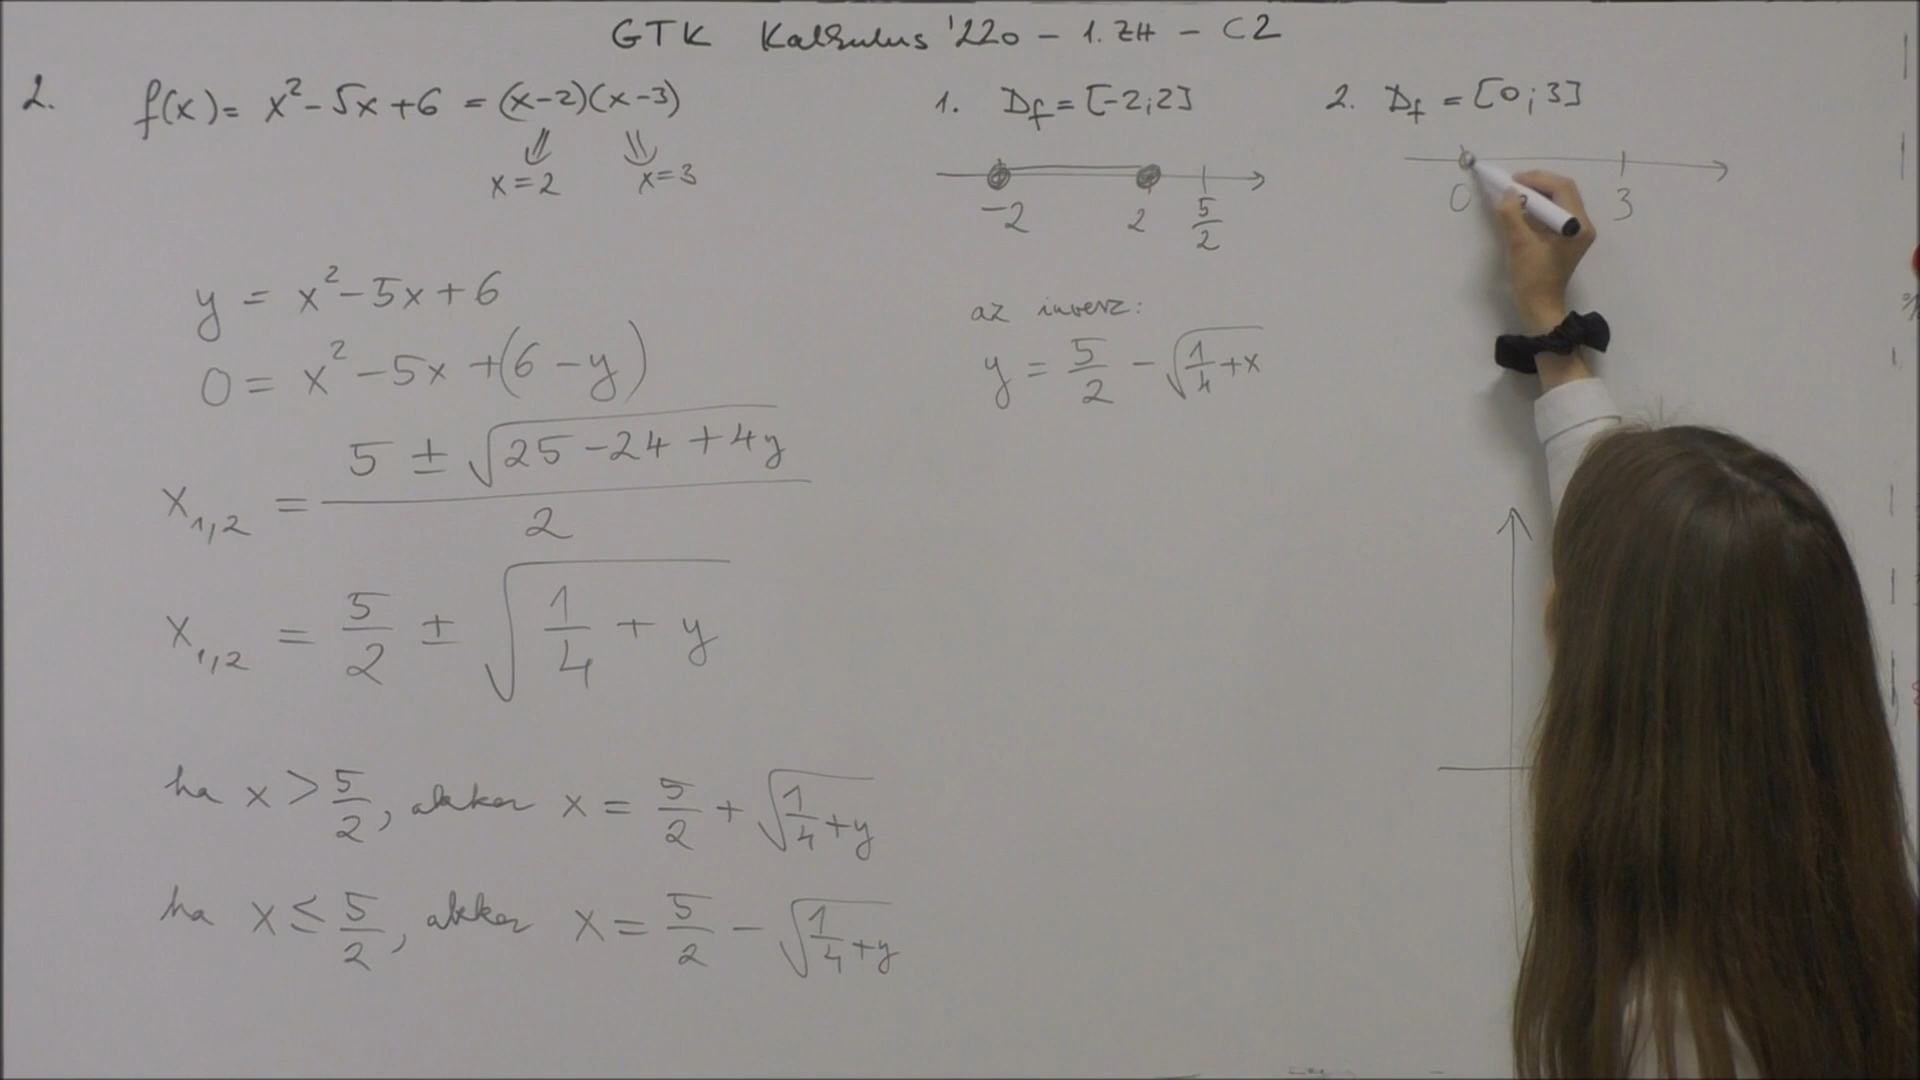 GTK Kalkulus '220 – 1. ZH – C2
2. f(x) = x² - 5x + 6 = (x-2)(x-3)
x = 2 x = 3
y = x² - 5x + 6
0 = x² - 5x + (6 - y)
x₁,₂ = (5 ± √(25 - 24 + 4y)) / 2
x₁,₂ = 5/2 ± √(1/4 + y)
ha x > 5/2, akkor x = 5/2 + √(1/4 + y)
ha x ≤ 5/2, akkor x = 5/2 - √(1/4 + y)
1. Df = [-2;2]
-2 2 5/2
az inverz:
y = 5/2 - √(1/4 + x)
2. Df = [0;3]
0 3